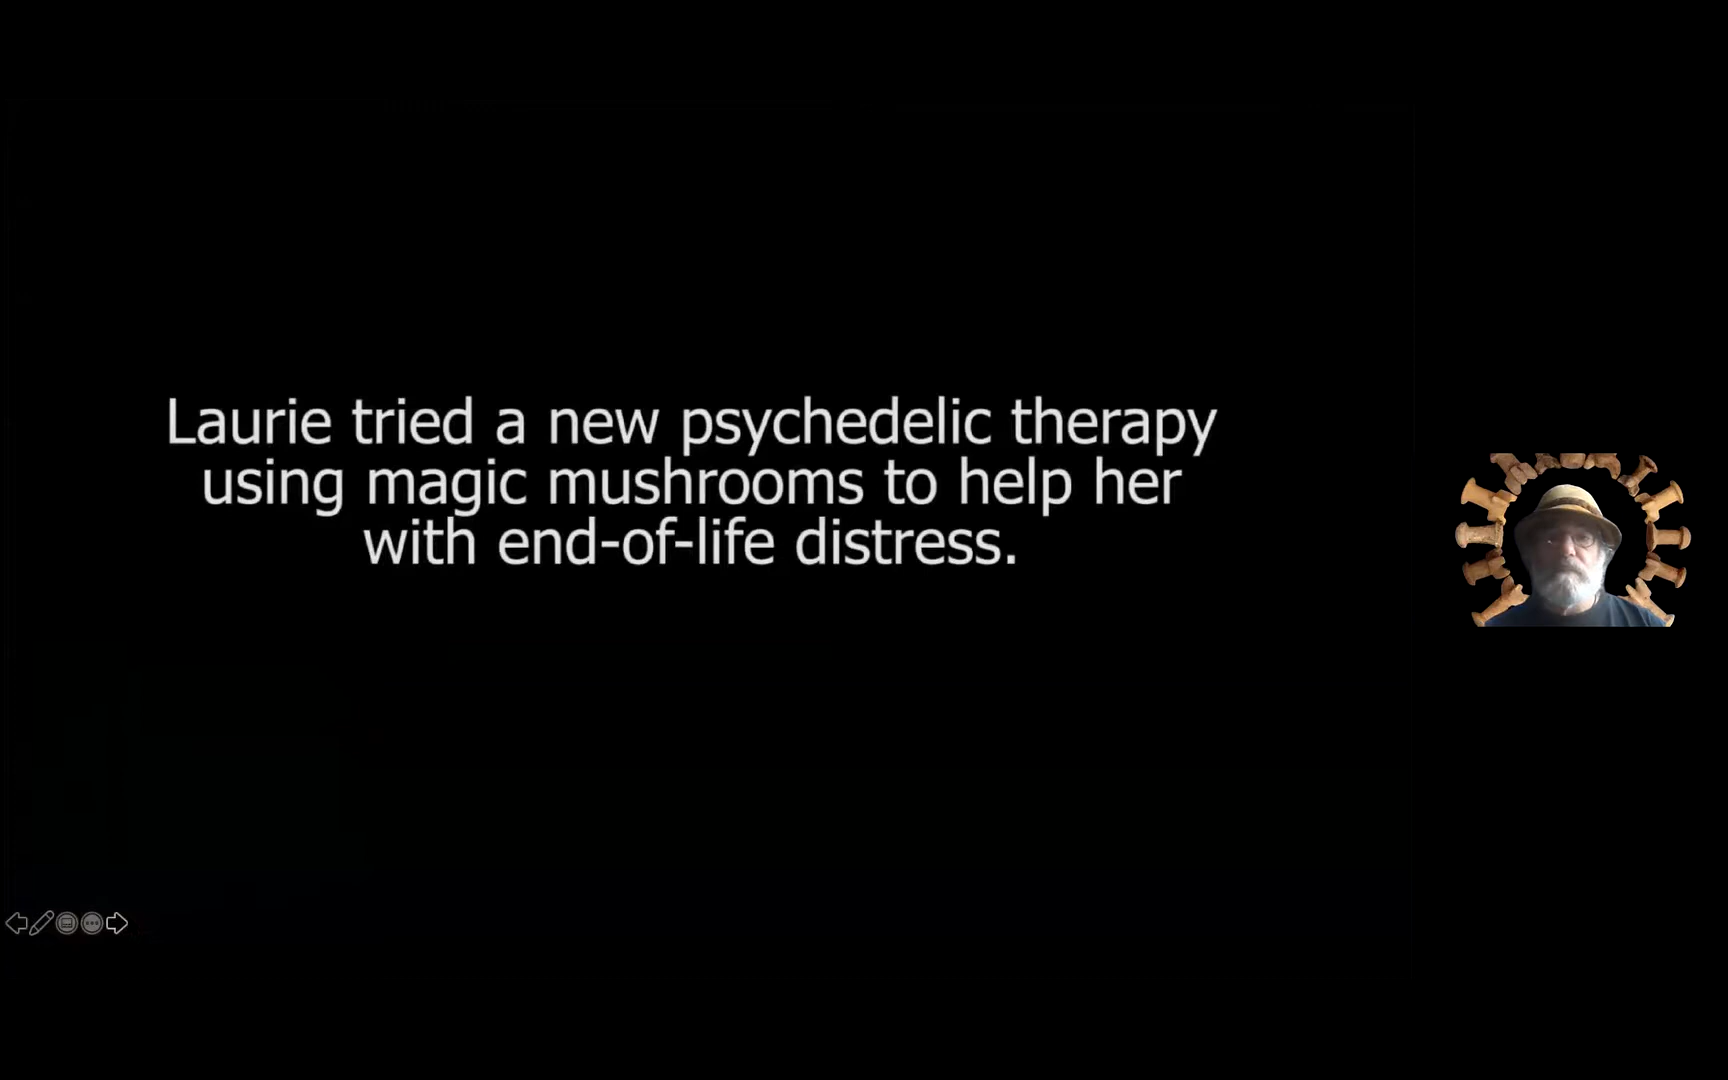 Laurie tried a new psychedelic therapy
using magic mushrooms to help her
with end-of-life distress.